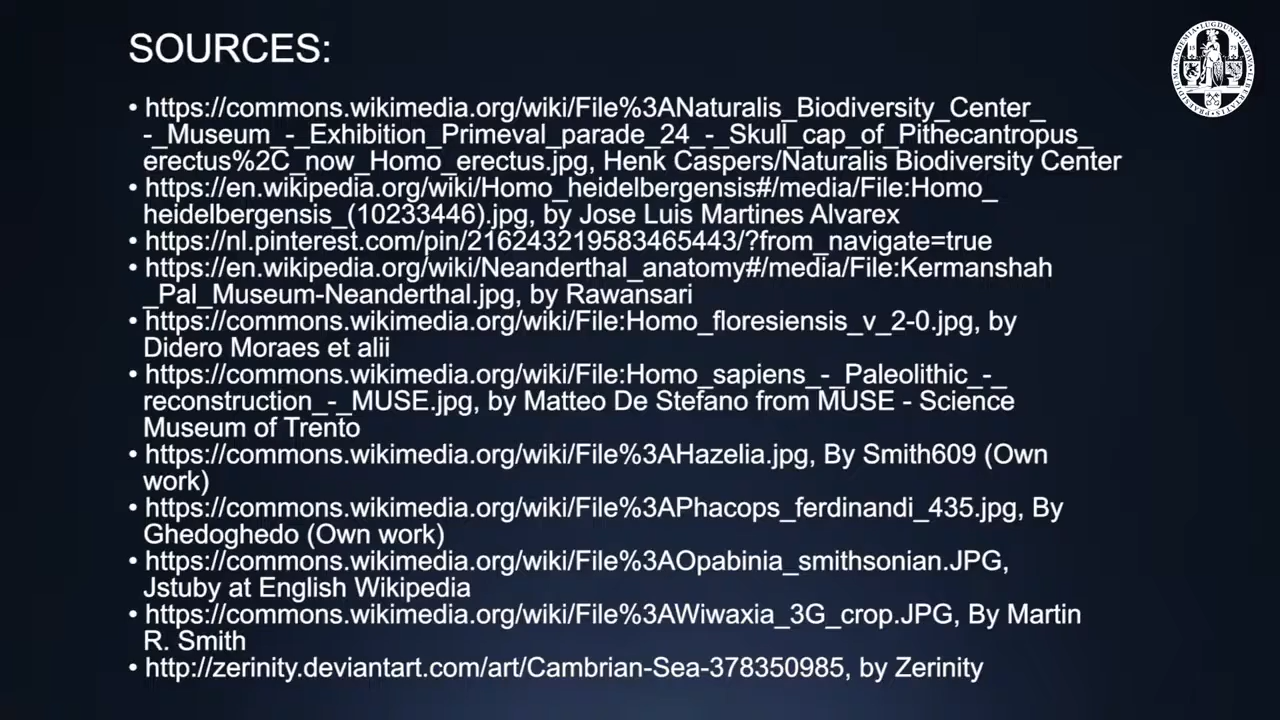 SOURCES:
• https://commons.wikimedia.org/wiki/File%3ANaturalis_Biodiversity_Center_
-_Museum_-_Exhibition_Primeval_parade_24_-_Skull_cap_of_Pithecantropus_
erectus%2C_now_Homo_erectus.jpg, Henk Caspers/Naturalis Biodiversity Center
• https://en.wikipedia.org/wiki/Homo_heidelbergensis#/media/File:Homo_
heidelbergensis_(10233446).jpg, by Jose Luis Martines Alvarex
• https://nl.pinterest.com/pin/216243219583465443/?from_navigate=true
• https://en.wikipedia.org/wiki/Neanderthal_anatomy#/media/File:Kermanshah
_Pal_Museum-Neanderthal.jpg, by Rawansari
• https://commons.wikimedia.org/wiki/File:Homo_floresiensis_v_2-0.jpg, by
Didero Moraes et alii
• https://commons.wikimedia.org/wiki/File:Homo_sapiens_-_Paleolithic_-_
reconstruction_-_MUSE.jpg, by Matteo De Stefano from MUSE - Science
Museum of Trento
• https://commons.wikimedia.org/wiki/File%3AHazelia.jpg, By Smith609 (Own
work)
• https://commons.wikimedia.org/wiki/File%3APhacops_ferdinandi_435.jpg, By
Ghedoghedo (Own work)
• https://commons.wikimedia.org/wiki/File%3AOpabinia_smithsonian.JPG,
Jstuby at English Wikipedia
• https://commons.wikimedia.org/wiki/File%3AWiwaxia_3G_crop.JPG, By Martin
R. Smith
• http://zerinity.deviantart.com/art/Cambrian-Sea-378350985, by Zerinity
ACADEMIA LUGDUNO BATAVA LIBERTATIS PRAESIDIUM